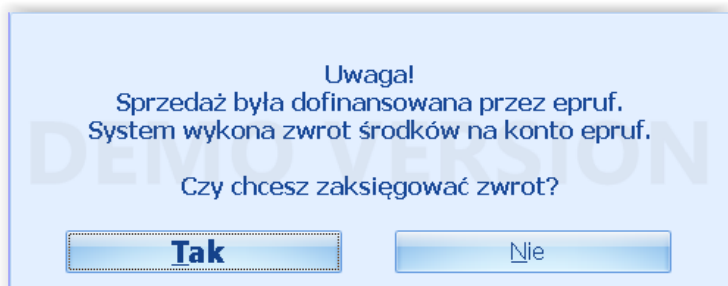 Uwaga!
Sprzedaż była dofinansowana przez epruf.
System wykona zwrot środków na konto epruf.
DEMO VERSION
Czy chcesz zaksięgować zwrot?
Tak
Nie